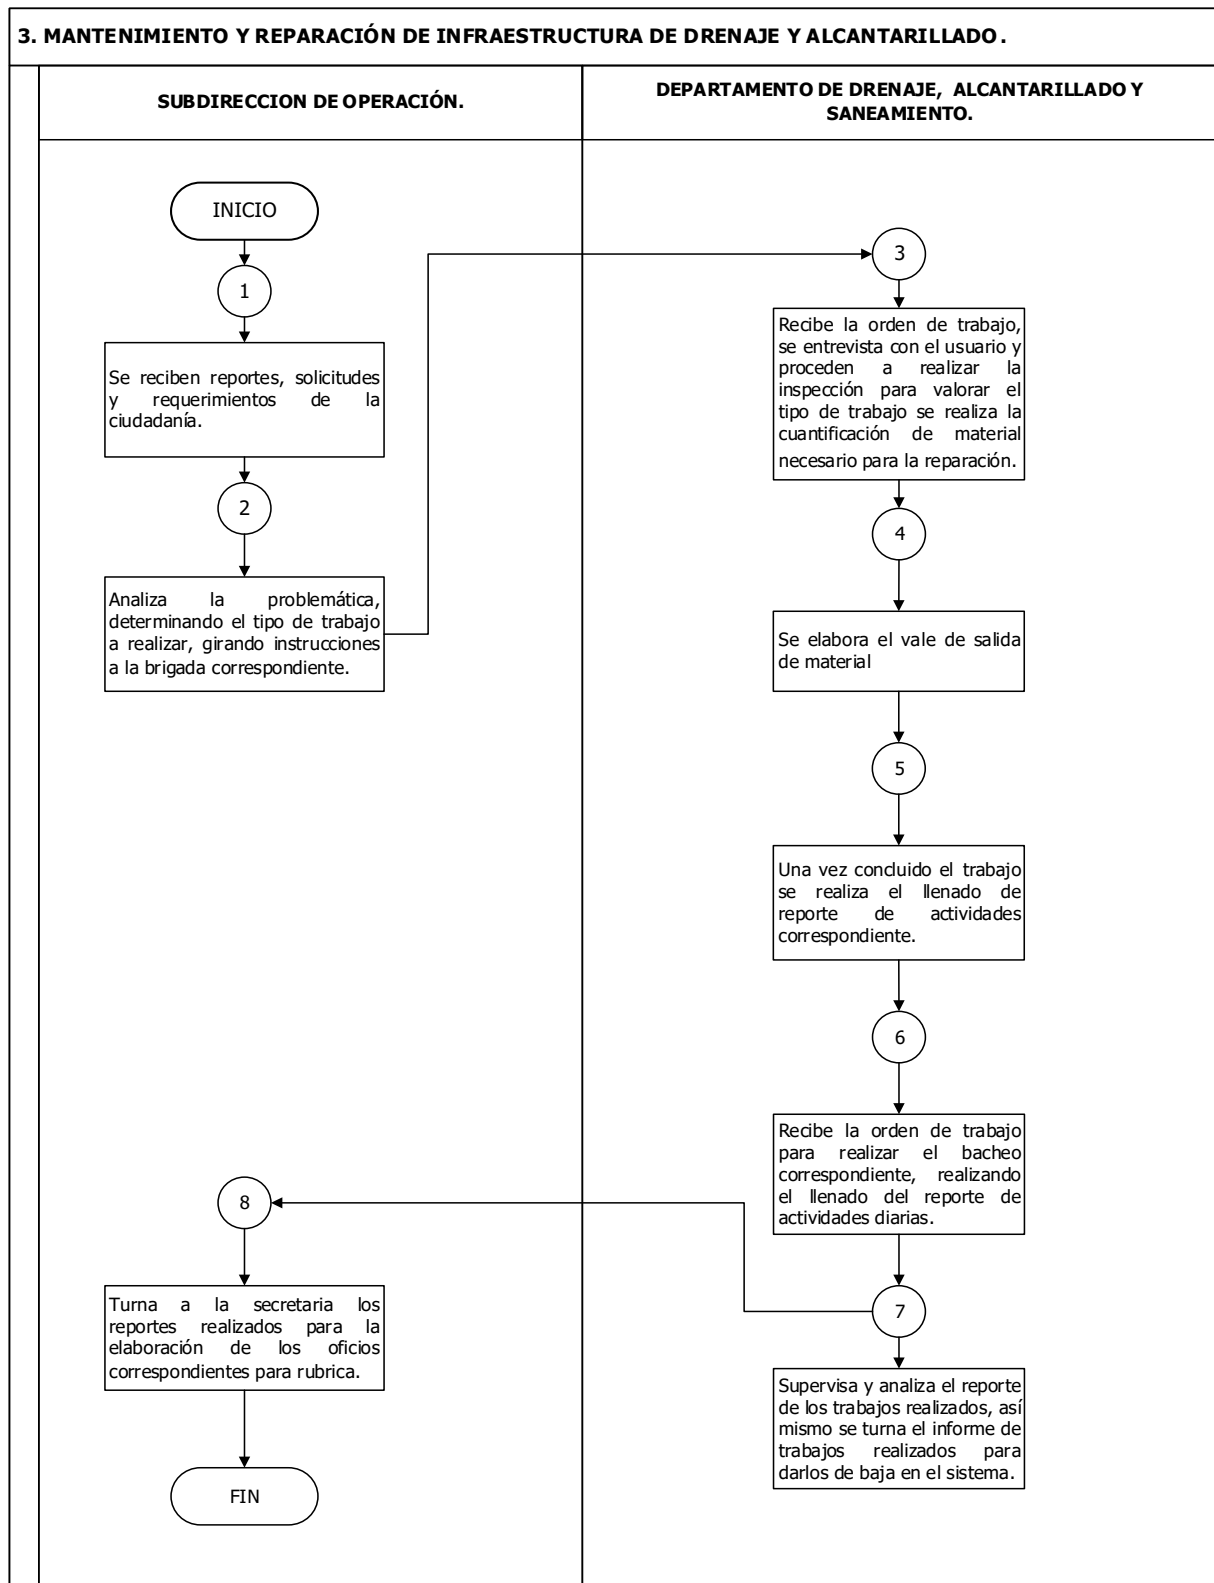 3. MANTENIMIENTO Y REPARACIÓN DE INFRAESTRUCTURA DE DRENAJE Y ALCANTARILLADO.
SUBDIRECCION DE OPERACIÓN.
DEPARTAMENTO DE DRENAJE, ALCANTARILLADO Y
SANEAMIENTO.
INICIO
1
Se reciben reportes, solicitudes
y requerimientos de la
ciudadanía.
2
Analiza la problemática,
determinando el tipo de trabajo
a realizar, girando instrucciones
a la brigada correspondiente.
3
Recibe la orden de trabajo,
se entrevista con el usuario y
proceden a realizar la
inspección para valorar el
tipo de trabajo se realiza la
cuantificación de material
necesario para la reparación.
4
Se elabora el vale de salida
de material
5
Una vez concluido el trabajo
se realiza el llenado de
reporte de actividades
correspondiente.
6
Recibe la orden de trabajo
para realizar el bacheo
correspondiente, realizando
el llenado del reporte de
actividades diarias.
7
Supervisa y analiza el reporte
de los trabajos realizados, así
mismo se turna el informe de
trabajos realizados para
darlos de baja en el sistema.
8
Turna a la secretaria los
reportes realizados para la
elaboración de los oficios
correspondientes para rubrica.
FIN